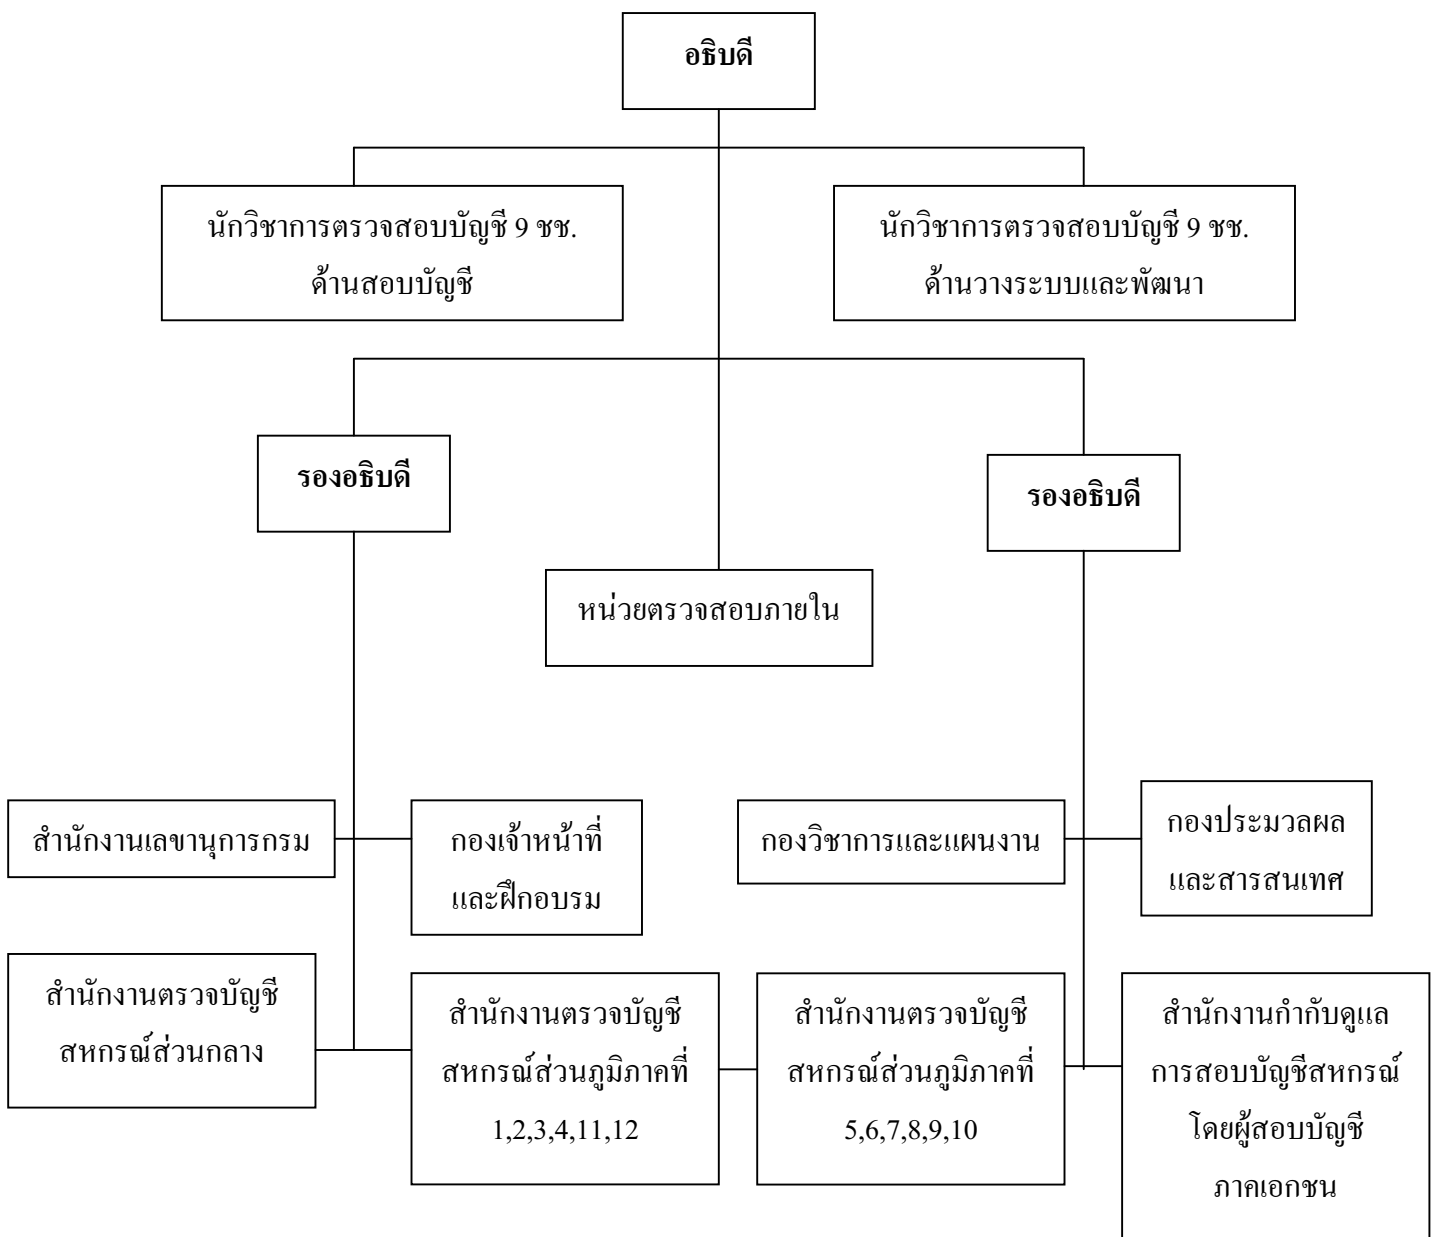 อธิบดี
นักวิชาการตรวจสอบบัญชี 9 ชช.
ด้านสอบบัญชี
นักวิชาการตรวจสอบบัญชี 9 ชช.
ด้านวางระบบและพัฒนา
รองอธิบดี
รองอธิบดี
หน่วยตรวจสอบภายใน
สำนักงานเลขานุการกรม
กองเจ้าหน้าที่
และฝึกอบรม
กองวิชาการและแผนงาน
กองประมวลผล
และสารสนเทศ
สำนักงานตรวจบัญชี
สหกรณ์ส่วนกลาง
สำนักงานตรวจบัญชี
สหกรณ์ส่วนภูมิภาคที่
1,2,3,4,11,12
สำนักงานตรวจบัญชี
สหกรณ์ส่วนภูมิภาคที่
5,6,7,8,9,10
สำนักงานกำกับดูแล
การสอบบัญชีสหกรณ์
โดยผู้สอบบัญชี
ภาคเอกชน